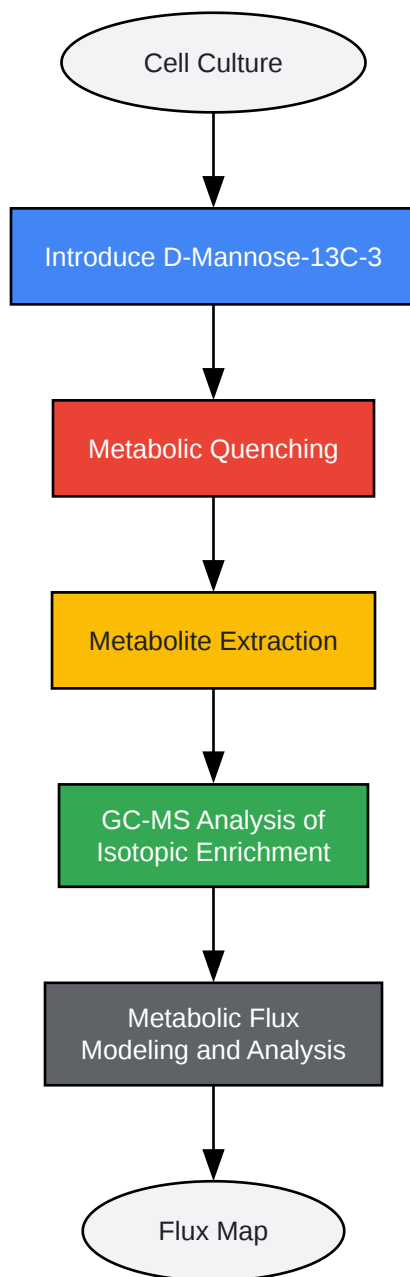 Cell Culture
Introduce D-Mannose-13C-3
Metabolic Quenching
Metabolite Extraction
GC-MS Analysis of
Isotopic Enrichment
Metabolic Flux
Modeling and Analysis
Flux Map